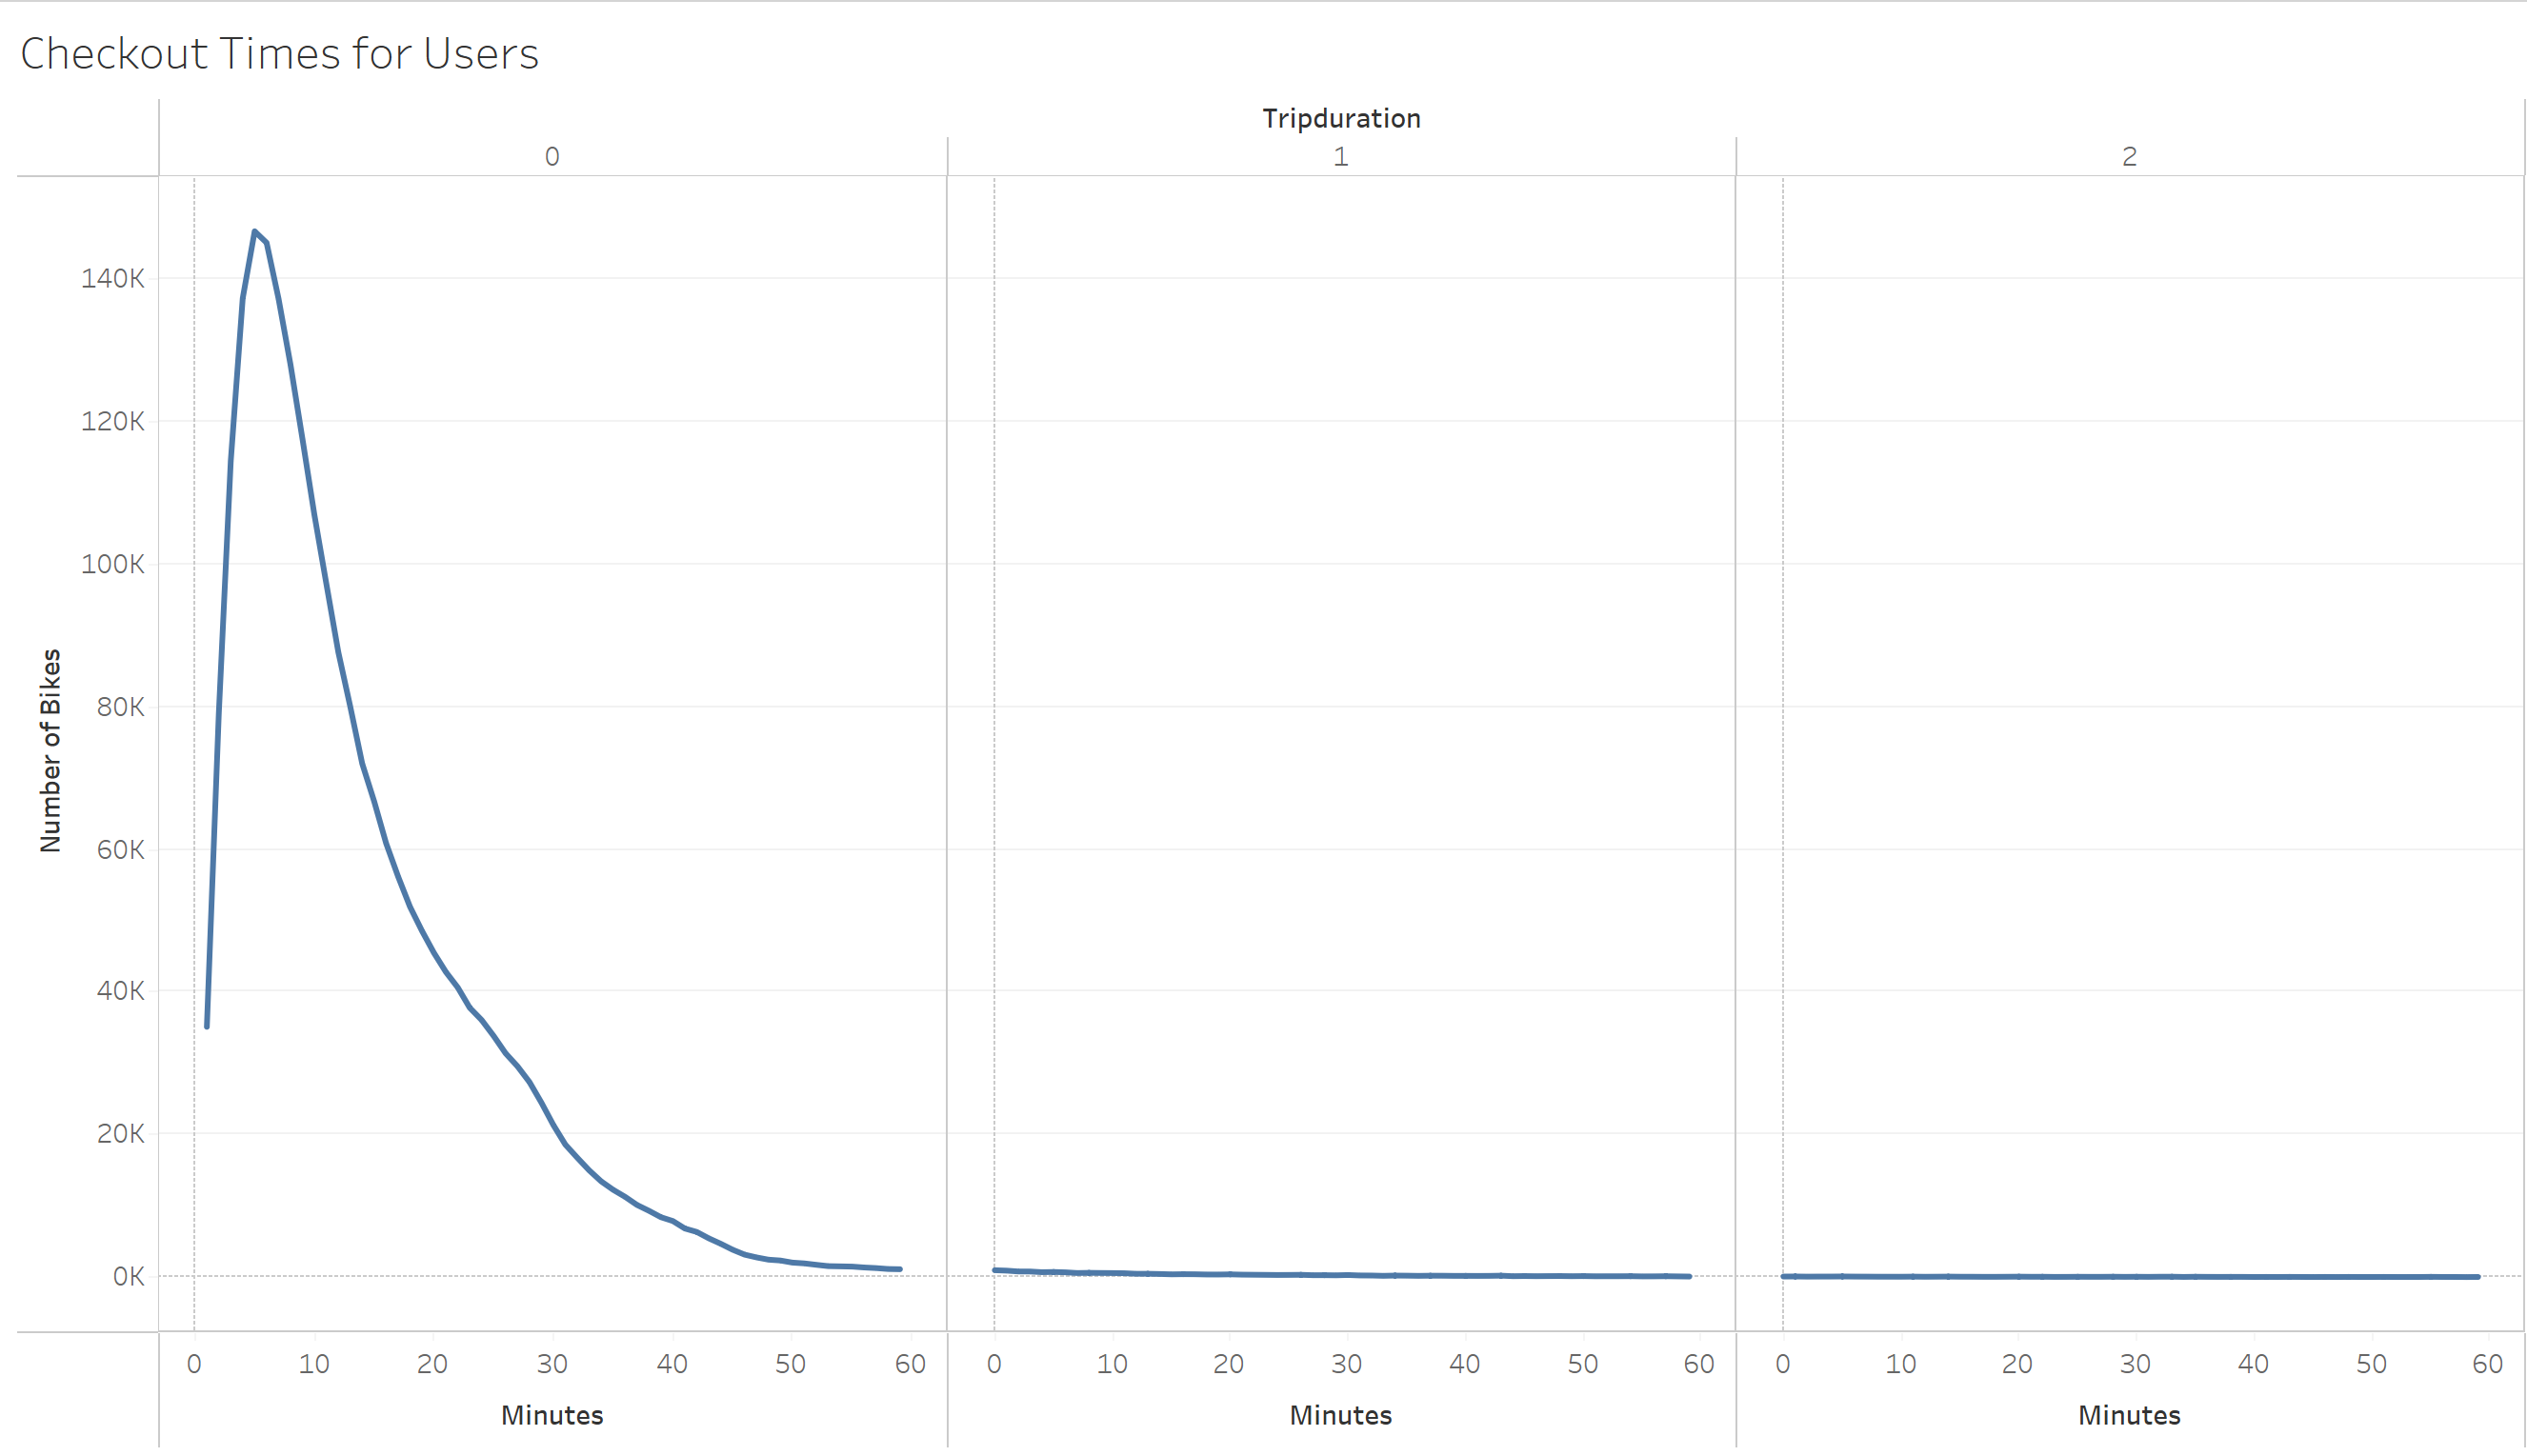 Checkout Times for Users
Tripduration
0 1 2
Number of Bikes
140K
120K
100K
80K
60K
40K
20K
0K
0 10 20 30 40 50 60 0 10 20 30 40 50 60 0 10 20 30 40 50 60
Minutes Minutes Minutes